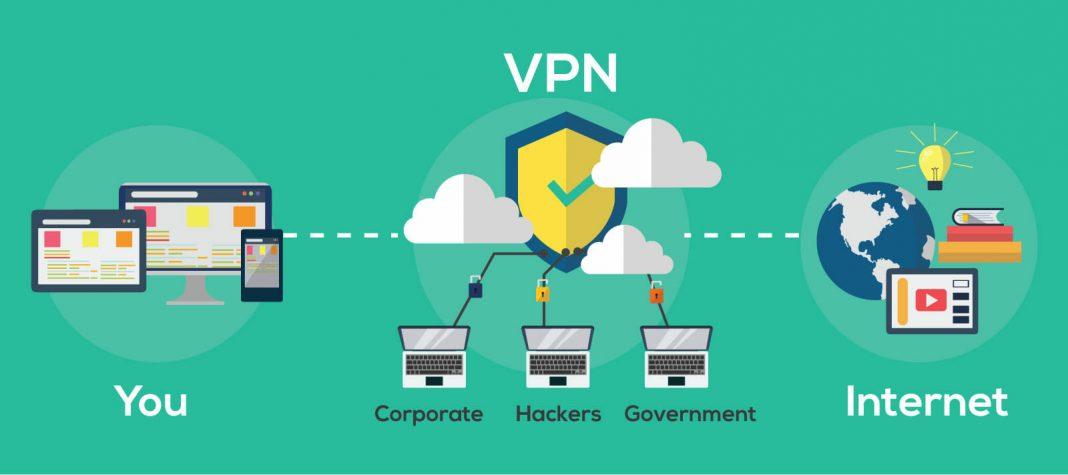 VPN
You
Corporate
Hackers
Government
Internet